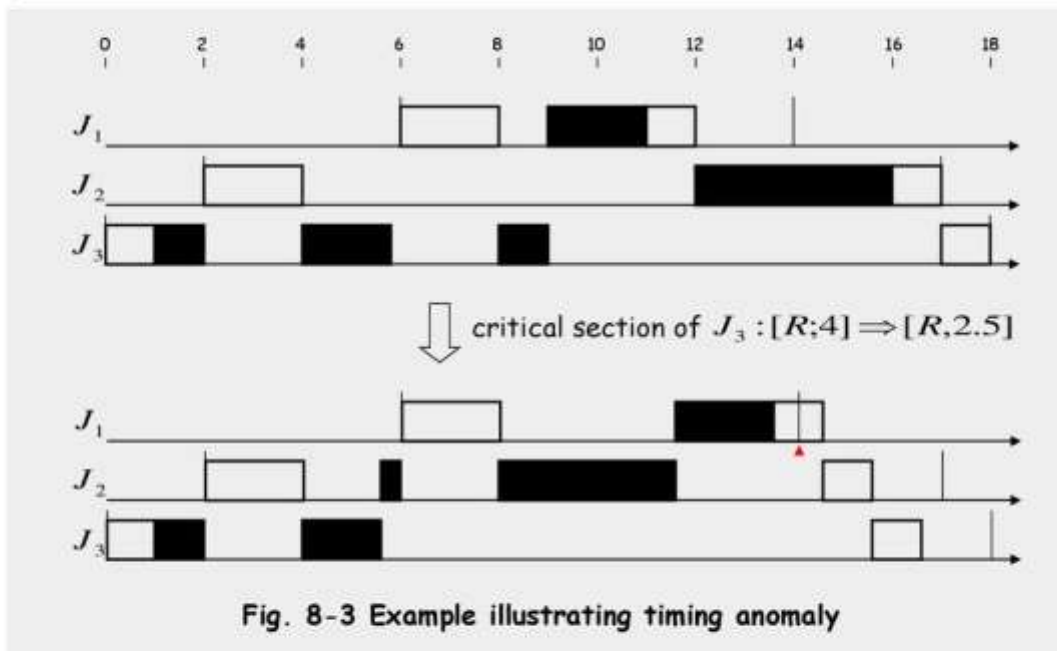 0 2 4 6 8 10 12 14 16 18
J₁
J₂
J₃
critical section of J₃ : [R;4] ⇒ [R,2.5]
J₁
J₂
J₃
Fig. 8-3 Example illustrating timing anomaly